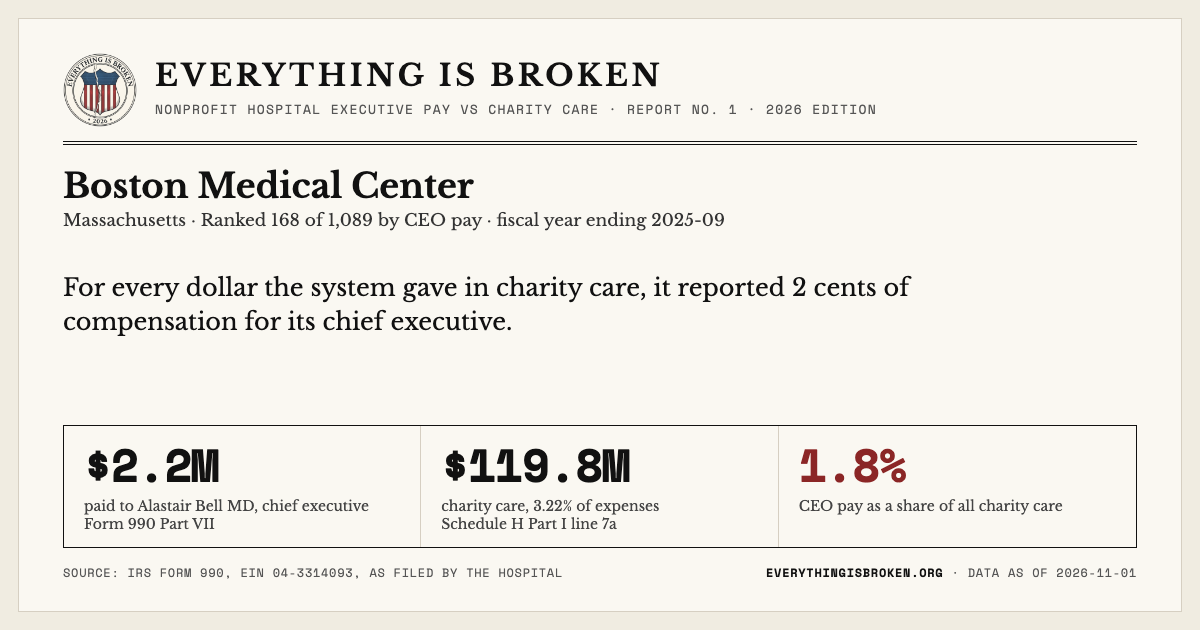 EVERYTHING IS BROKEN
2026
EVERYTHING IS BROKEN
NONPROFIT HOSPITAL EXECUTIVE PAY VS CHARITY CARE · REPORT NO. 1 · 2026 EDITION
Boston Medical Center
Massachusetts · Ranked 168 of 1,089 by CEO pay · fiscal year ending 2025-09
For every dollar the system gave in charity care, it reported 2 cents of
compensation for its chief executive.
$2.2M
paid to Alastair Bell MD, chief executive
Form 990 Part VII
$119.8M
charity care, 3.22% of expenses
Schedule H Part I line 7a
1.8%
CEO pay as a share of all charity care
SOURCE: IRS FORM 990, EIN 04-3314093, AS FILED BY THE HOSPITAL
EVERYTHINGISBROKEN.ORG · DATA AS OF 2026-11-01